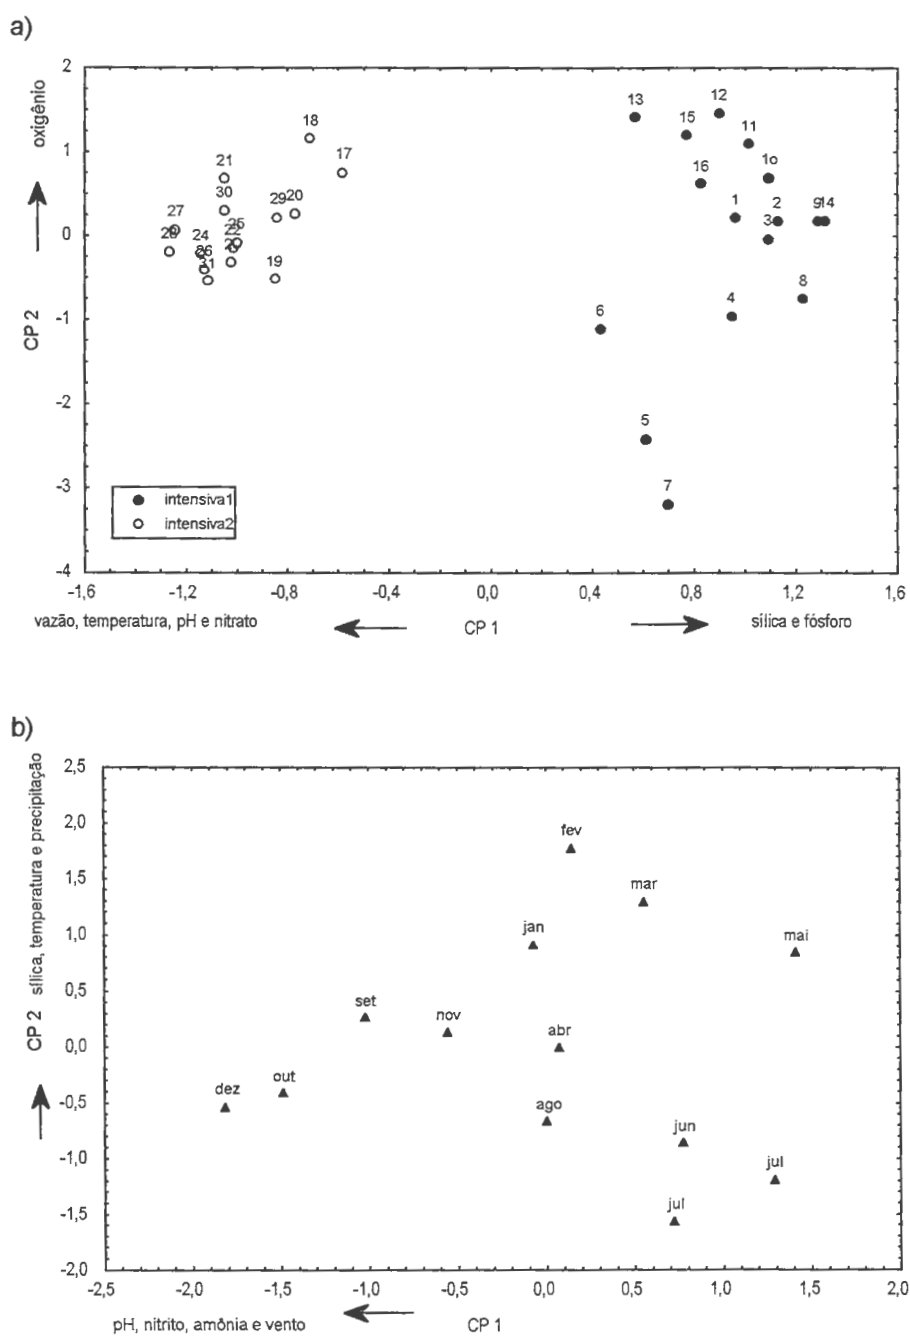 a)
oxigênio
CP 2
2
1
0
-1
-2
-3
-4
13
12
15
11
18
16
1o
17
21
30
29
20
1
2
9
14
27
3
25
22
24
19
8
4
31
6
5
7
intensiva1
intensiva2
-1,6
-1,2
-0,8
-0,4
0,0
0,4
0,8
1,2
1,6
vazão, temperatura, pH e nitrato
CP 1
sílica e fósforo
b)
sílica, temperatura e precipitação
CP 2
2,5
2,0
1,5
1,0
0,5
0,0
-0,5
-1,0
-1,5
-2,0
fev
mar
jan
mai
set
nov
abr
out
dez
ago
jun
jul
jul
-2,5
-2,0
-1,5
-1,0
-0,5
0,0
0,5
1,0
1,5
2,0
pH, nitrito, amônia e vento
CP 1